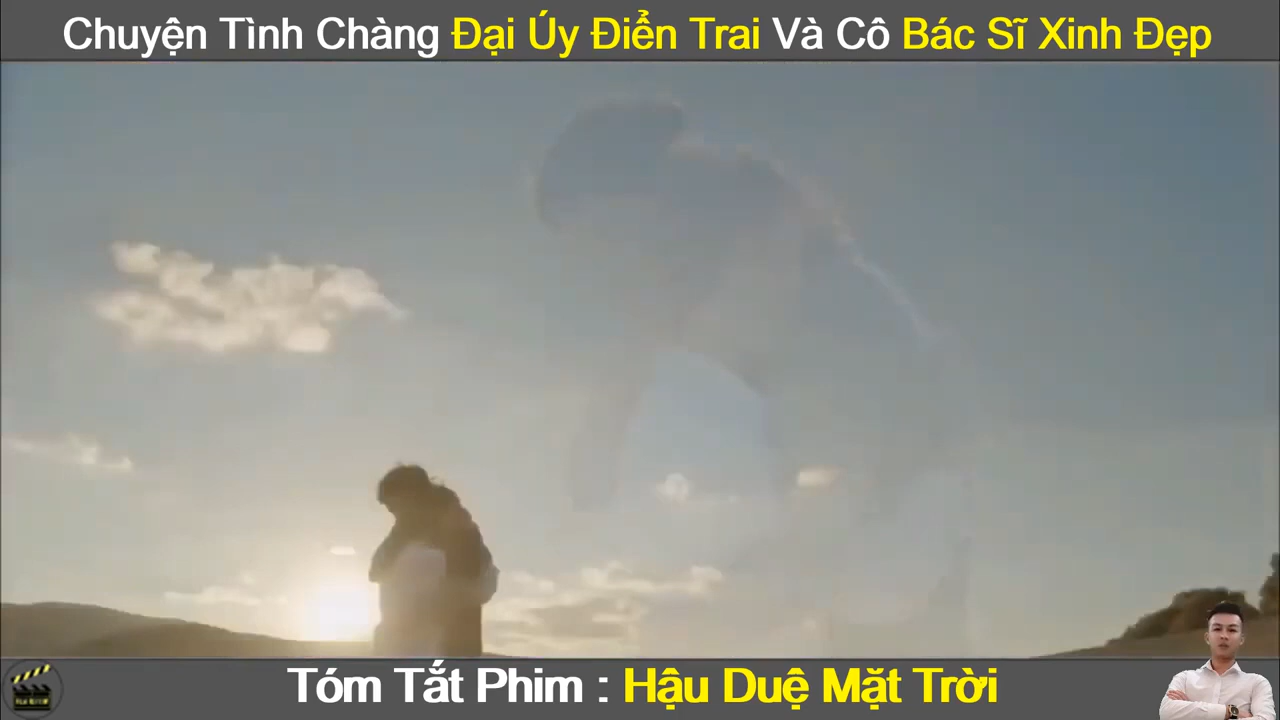 Chuyện Tình Chàng Đại Úy Điển Trai Và Cô Bác Sĩ Xinh Đẹp
Tóm Tắt Phim : Hậu Duệ Mặt Trời